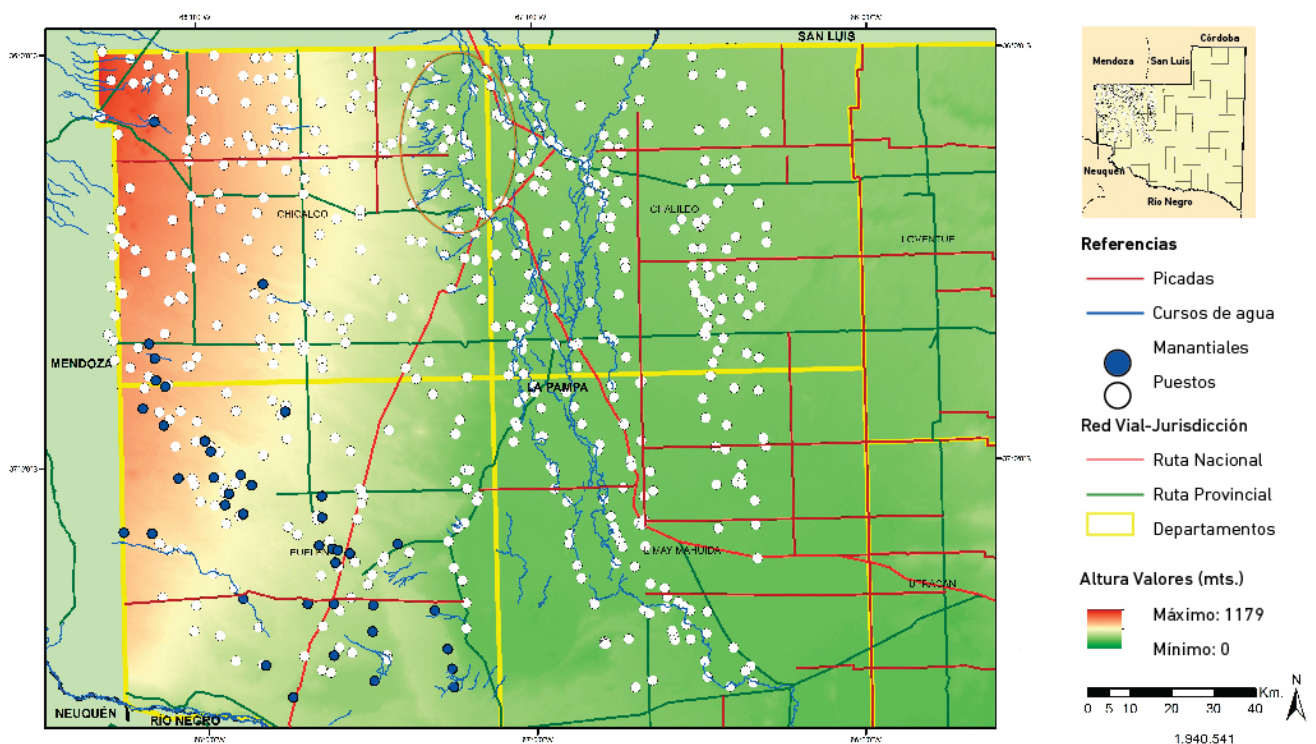 SAN LUIS
CHICALCO
CHALILEO
LOVENTUE
MENDOZA
LA PAMPA
PUELEN
LIMAY MAHUIDA
UTRACAN
NEUQUÉN
RÍO NEGRO
Córdoba
Mendoza
San Luis
Neuquén
Río Negro
Referencias
Picadas
Cursos de agua
Manantiales
Puestos
Red Vial-Jurisdicción
Ruta Nacional
Ruta Provincial
Departamentos
Altura Valores (mts.)
Máximo: 1179
Mínimo: 0
Km.
0 5 10 20 30 40
N
1.940.541